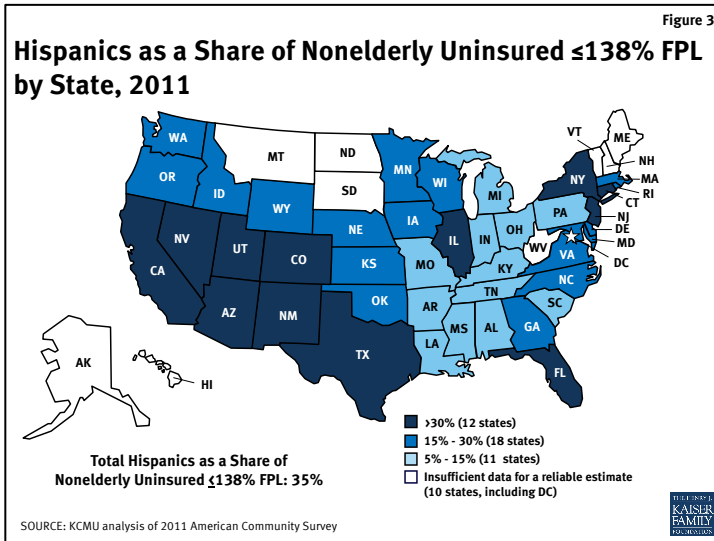 Figure 3
Hispanics as a Share of Nonelderly Uninsured ≤138% FPL
by State, 2011
WA
MT
ND
MN
VT
ME
NH
OR
ID
SD
WI
MI
NY
MA
RI
CT
WY
IA
PA
NJ
NE
OH
DE
NV
UT
IL
IN
MD
CO
WV
VA
DC
CA
KS
MO
KY
NC
TN
AZ
NM
OK
AR
SC
MS
AL
GA
TX
LA
AK
HI
FL
>30% (12 states)
15% - 30% (18 states)
5% - 15% (11 states)
Insufficient data for a reliable estimate
(10 states, including DC)
Total Hispanics as a Share of
Nonelderly Uninsured ≤138% FPL: 35%
SOURCE: KCMU analysis of 2011 American Community Survey
THE HENRY J.
KAISER
FAMILY
FOUNDATION